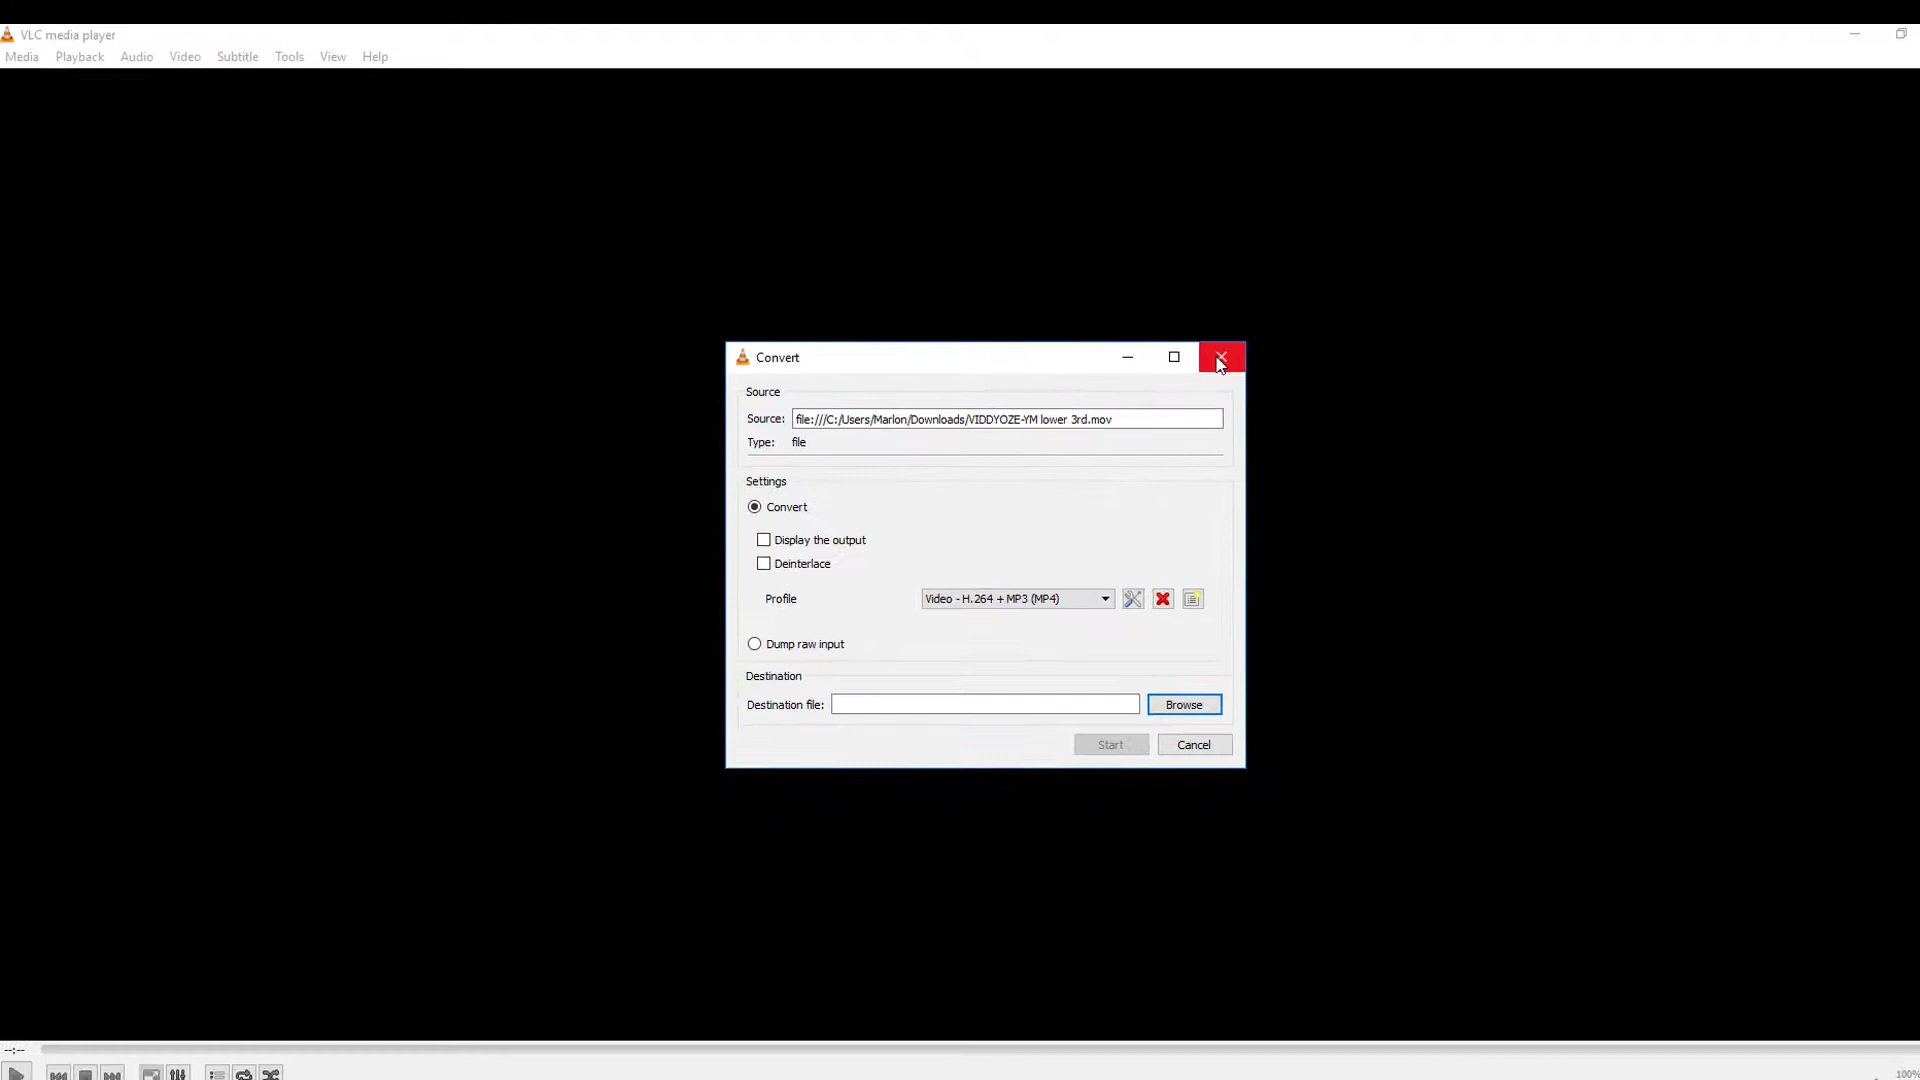 VLC media player
Media Playback Audio Video Subtitle Tools View Help
Convert
Source
Source: file:///C:/Users/Marlon/Downloads/VIDDYOZE-YM lower 3rd.mov
Type: file
Settings
Convert
Display the output
Deinterlace
Profile Video - H.264 + MP3 (MP4)
Dump raw input
Destination
Destination file: Browse
Start Cancel
--:--
100%